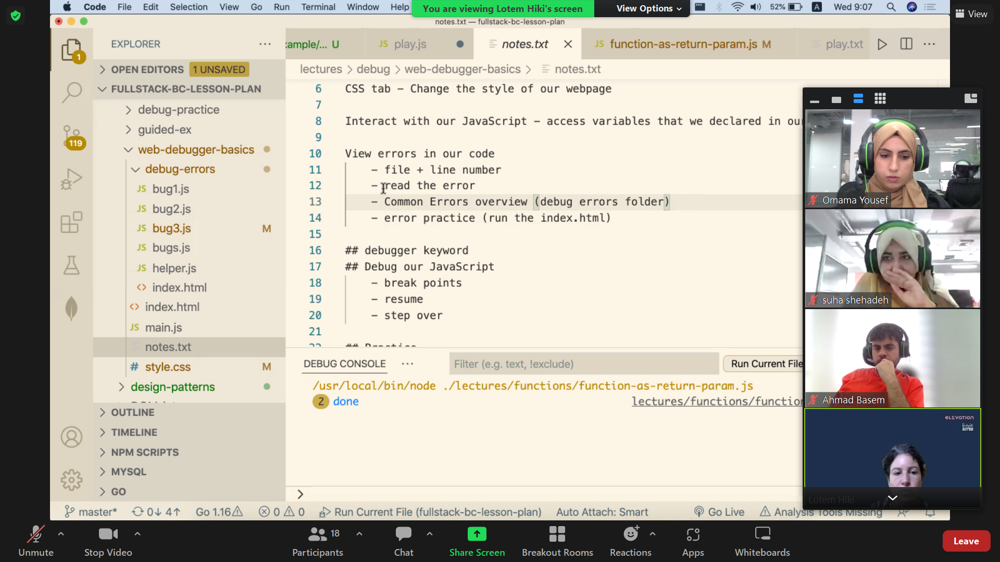 Code File Edit Selection View Go Run Terminal Window Help
You are viewing Lotem Hiki's screen
View Options
52%
A
Wed 9:07
View
notes.txt — fullstack-bc-lesson-plan
EXPLORER
1
OPEN EDITORS
1 UNSAVED
FULLSTACK-BC-LESSON-PLAN
debug-practice
guided-ex
119
web-debugger-basics
debug-errors
JS bug1.js
JS bug2.js
JS bug3.js M
JS bugs.js
JS helper.js
<> index.html
<> index.html
JS main.js
notes.txt
# style.css M
design-patterns
OUTLINE
TIMELINE
NPM SCRIPTS
MYSQL
GO
ample/... U
JS play.js
notes.txt
JS function-as-return-param.js M
play.txt
lectures > debug > web-debugger-basics > notes.txt
6 CSS tab – Change the style of our webpage
7
8 Interact with our JavaScript – access variables that we declared in our
9
10 View errors in our code
11 – file + line number
12 – read the error
13 – Common Errors overview (debug errors folder)
14 – error practice (run the index.html)
15
16 ## debugger keyword
17 ## Debug our JavaScript
18 – break points
19 – resume
20 – step over
21
22 ## Practice
DEBUG CONSOLE
Filter (e.g. text, !exclude)
Run Current File
/usr/local/bin/node ./lectures/functions/function-as-return-param.js
2 done
lectures/functions/function
>
master*
0↓ 4↑
Go 1.16
0
0
Run Current File (fullstack-bc-lesson-plan)
Auto Attach: Smart
Go Live
Analysis Tools Missing
Omama Yousef
suha shehadeh
Ahmad Basem
eLEVATION
Lotem Hiki
Unmute
Stop Video
18
Participants
Chat
Share Screen
Breakout Rooms
Reactions
Apps
Whiteboards
Leave